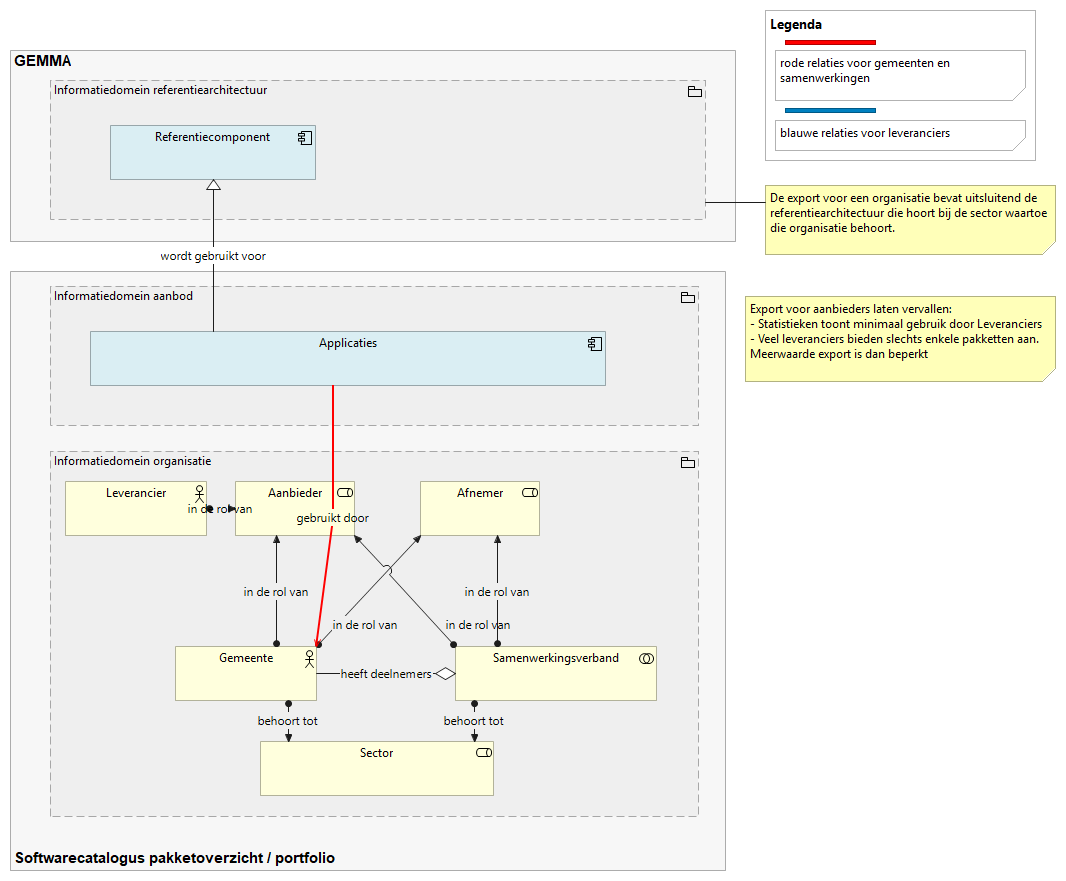 Legenda
rode relaties voor gemeenten en
samenwerkingen
blauwe relaties voor leveranciers
GEMMA
Informatiedomein referentiearchitectuur
Referentiecomponent
De export voor een organisatie bevat uitsluitend de
referentiearchitectuur die hoort bij de sector waartoe
die organisatie behoort.
wordt gebruikt voor
Informatiedomein aanbod
Applicaties
Export voor aanbieders laten vervallen:
- Statistieken toont minimaal gebruik door Leveranciers
- Veel leveranciers bieden slechts enkele pakketten aan.
Meerwaarde export is dan beperkt
Informatiedomein organisatie
Leverancier
Aanbieder
Afnemer
in de rol van
gebruikt door
in de rol van
in de rol van
in de rol van
in de rol van
Gemeente
Samenwerkingsverband
heeft deelnemers
behoort tot
behoort tot
Sector
Softwarecatalogus pakketoverzicht / portfolio